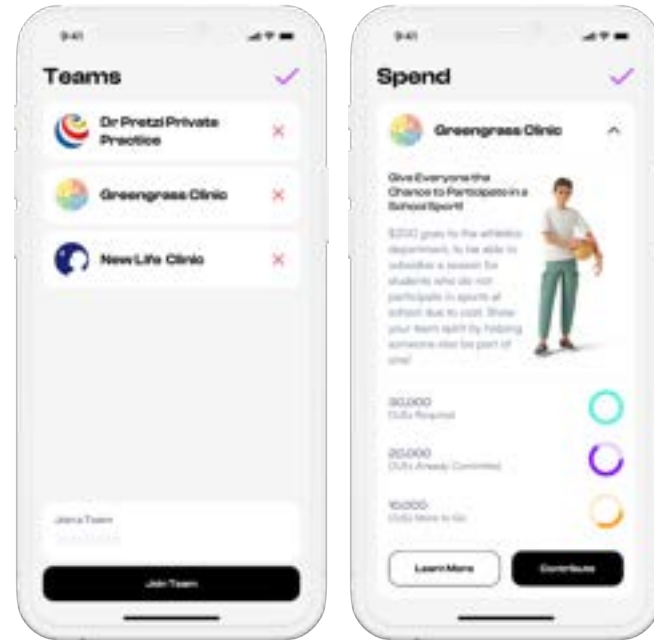 9:41
Teams
Dr Pretzl Private
Practice
Greengrass Clinic
New Life Clinic
Join a Team
Join Team
9:41
Spend
Greengrass Clinic
Give Everyone the
Chance to Participate in a
School Sport!
$200 goes to the athletics
department, to be able to
subsidise a season for
students who do not
participate in sports at
school due to cost. Show
your team spirit by helping
someone else be part of
one!
30,000
Required
20,000
Already Committed
10,000
More to Go
Learn More
Contribute